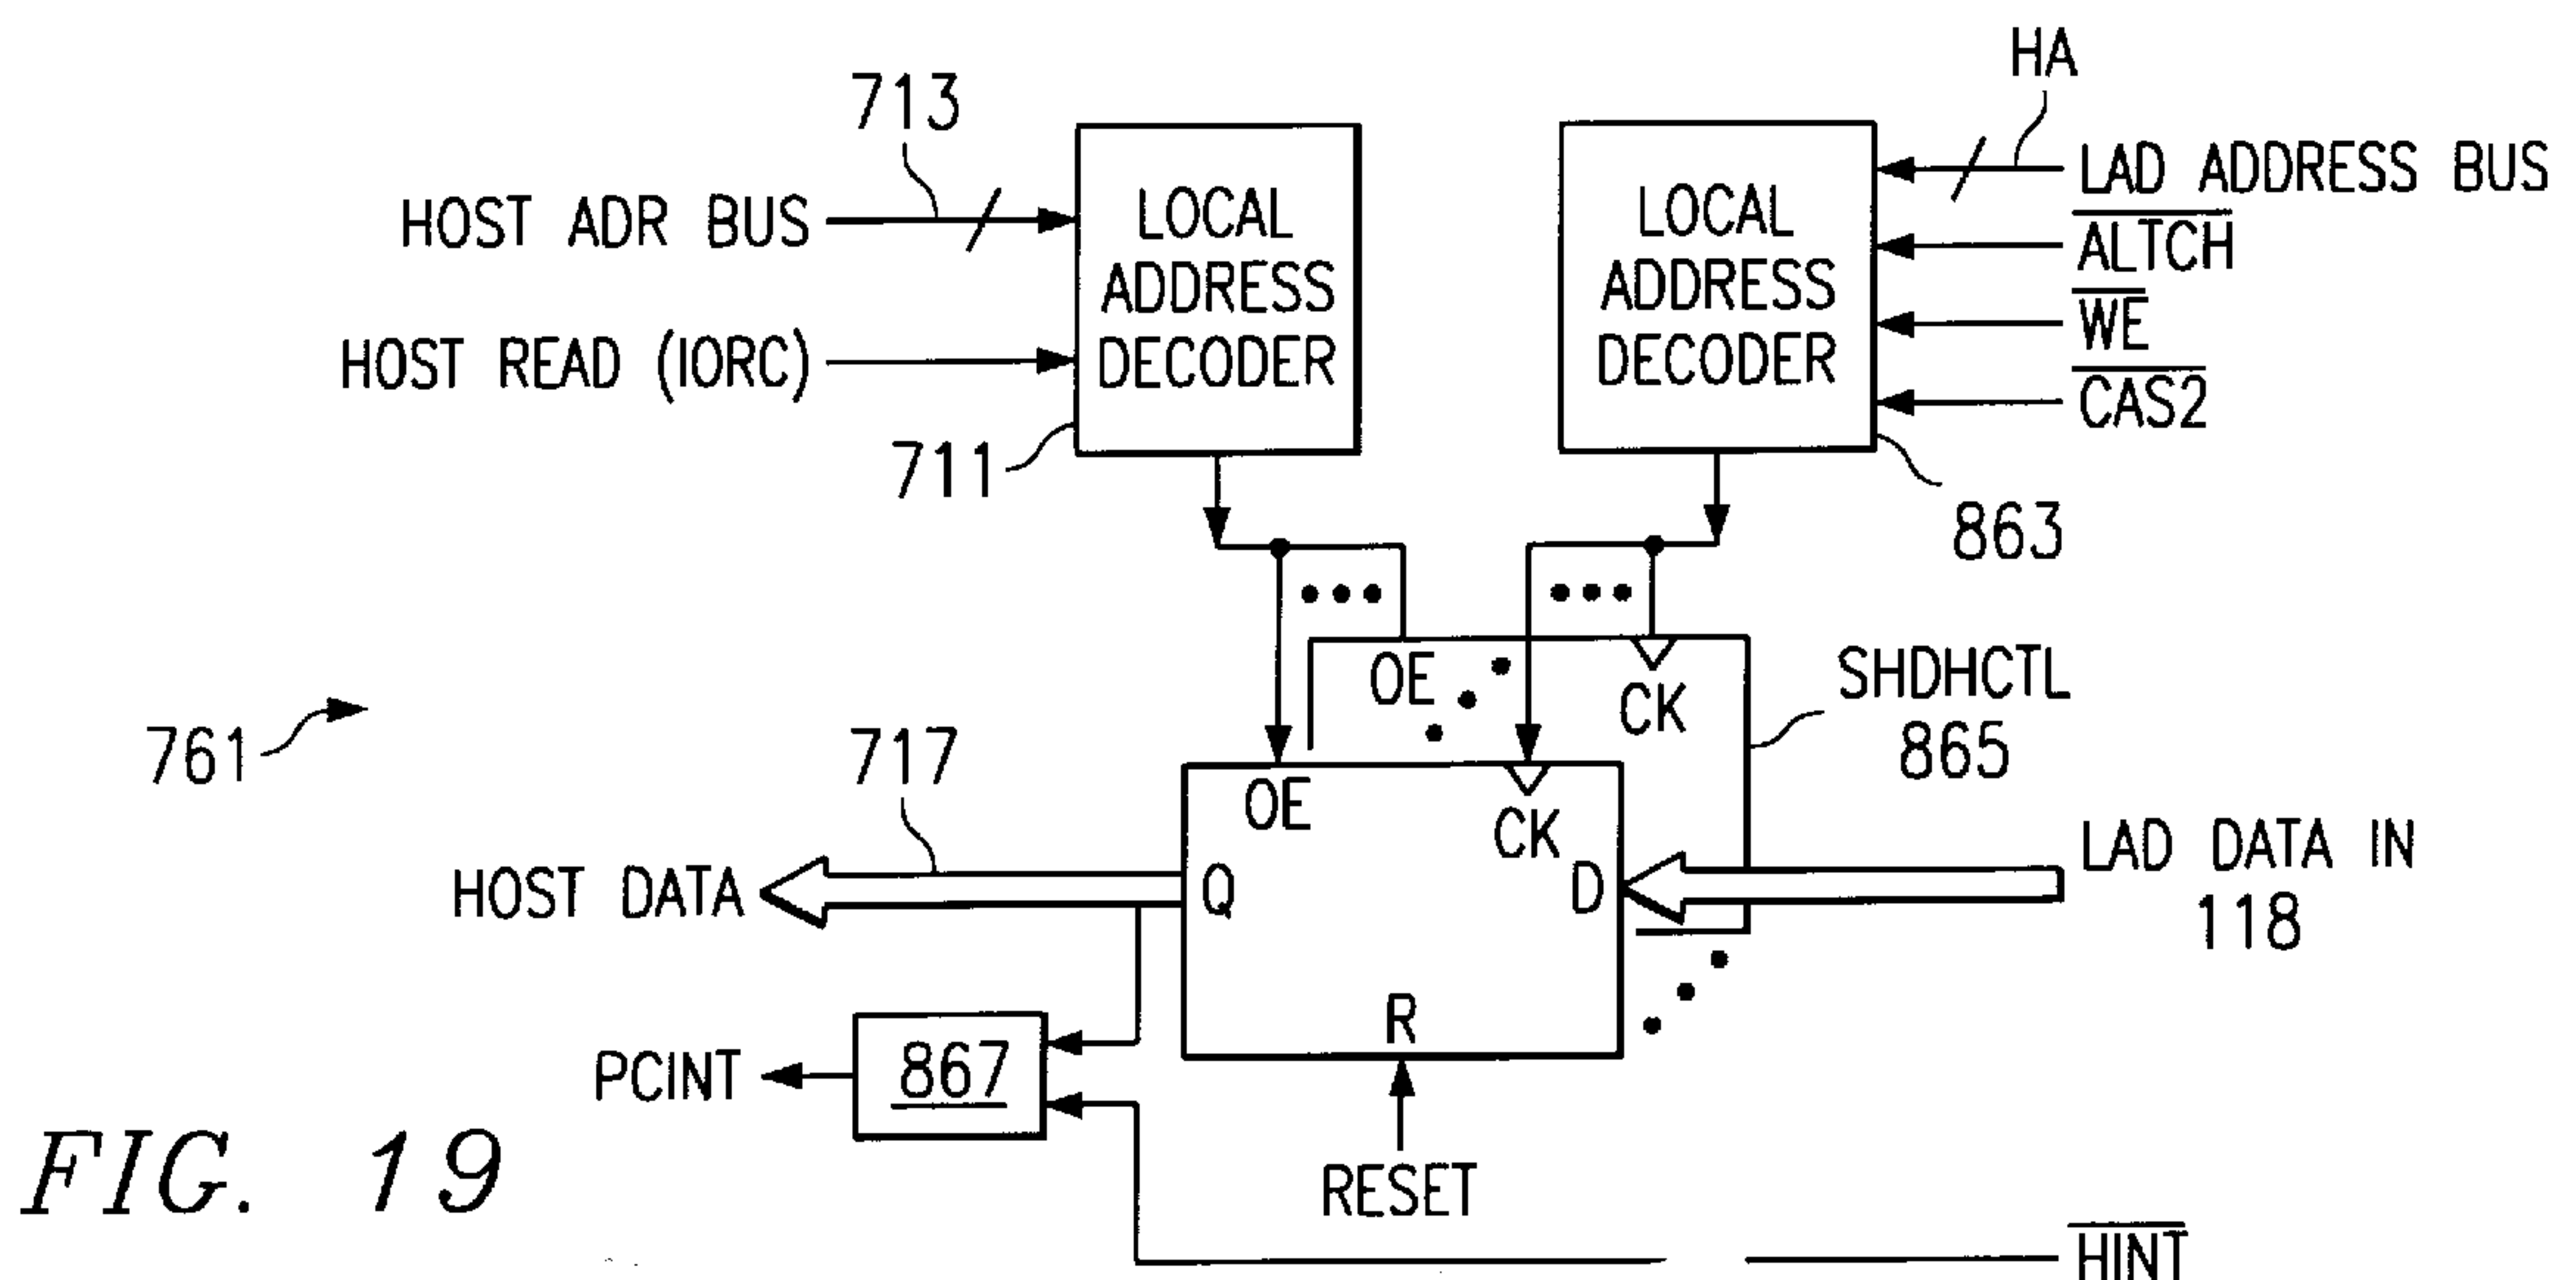 HA
713
LAD ADDRESS BUS
HOST ADR BUS
LOCAL
ADDRESS
DECODER
LOCAL
ADDRESS
DECODER
ALTCH
WE
HOST READ (IORC)
CAS2
711
863
OE
CK
SHDHCTL
865
761
717
OE
CK
LAD DATA IN
118
HOST DATA
Q
D
R
PCINT
867
RESET
FIG. 19
HINT